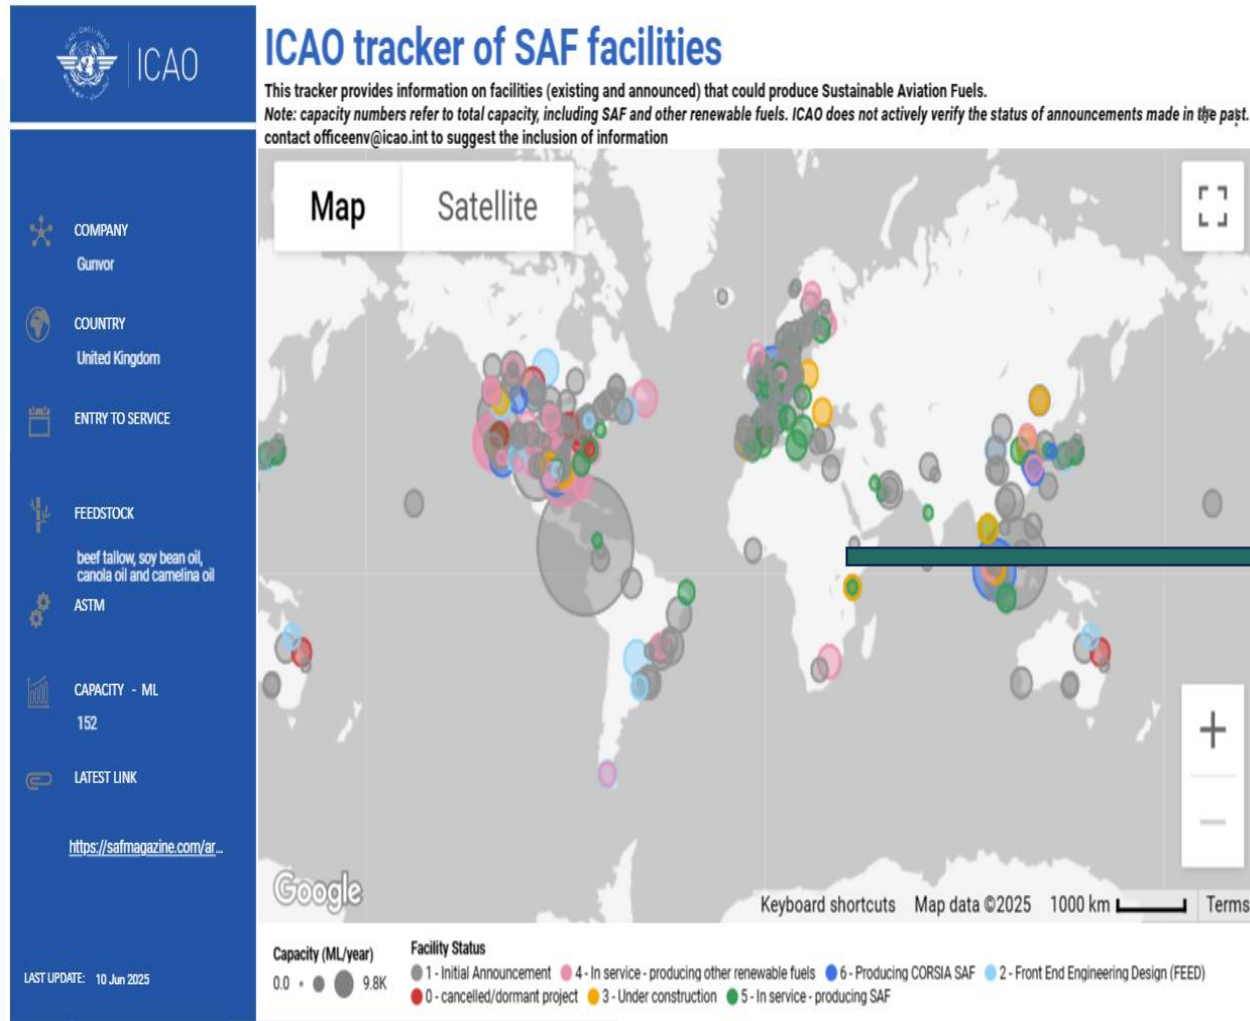 ICAO
ICAO tracker of SAF facilities
This tracker provides information on facilities (existing and announced) that could produce Sustainable Aviation Fuels.
Note: capacity numbers refer to total capacity, including SAF and other renewable fuels. ICAO does not actively verify the status of announcements made in the past.
contact officeenv@icao.int to suggest the inclusion of information
COMPANY
Gunvor
COUNTRY
United Kingdom
ENTRY TO SERVICE
FEEDSTOCK
beef tallow, soy bean oil,
canola oil and camelina oil
ASTM
CAPACITY - ML
152
LATEST LINK
https://safmagazine.com/ar...
LAST UPDATE: 10 Jun 2025
Map Satellite
Google
Keyboard shortcuts Map data ©2025 1000 km Terms
Capacity (ML/year)
0.0 9.8K
Facility Status
1 - Initial Announcement 4 - In service - producing other renewable fuels 6 - Producing CORSIA SAF 2 - Front End Engineering Design (FEED)
0 - cancelled/dormant project 3 - Under construction 5 - In service - producing SAF